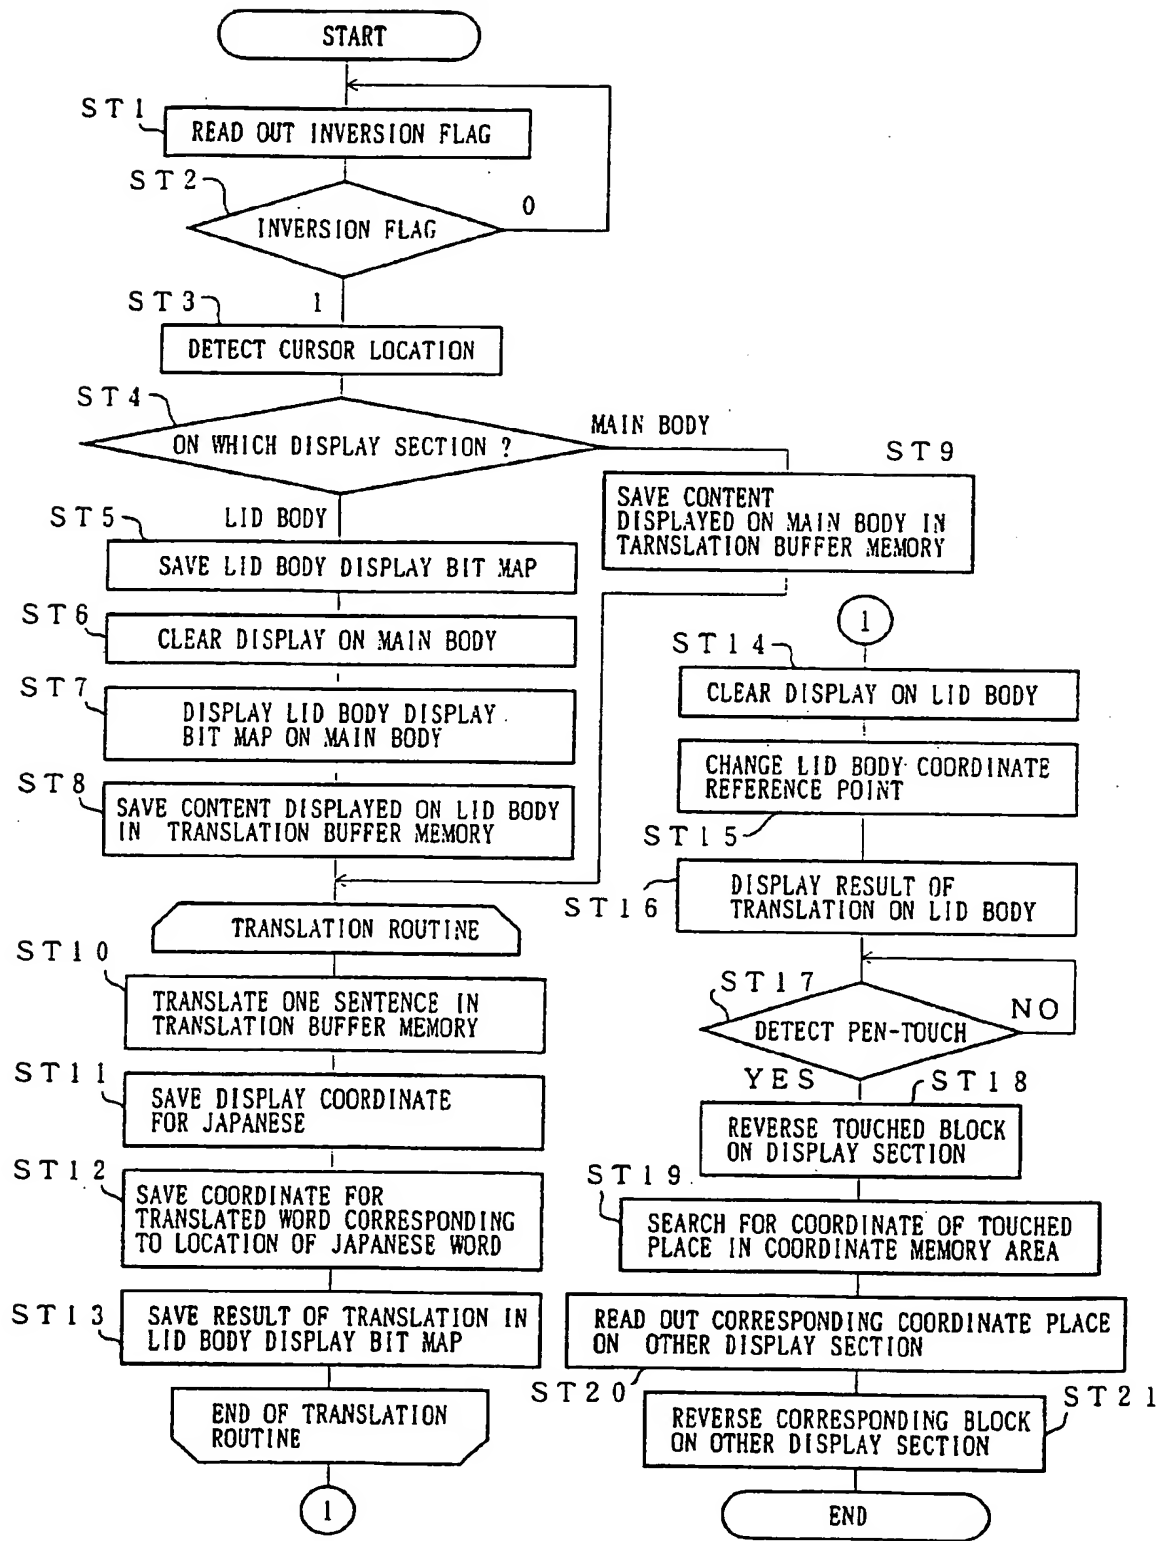 START
ST1
READ OUT INVERSION FLAG
ST2
INVERSION FLAG
0
1
ST3
DETECT CURSOR LOCATION
ST4
ON WHICH DISPLAY SECTION ?
MAIN BODY
LID BODY
ST5
SAVE LID BODY DISPLAY BIT MAP
ST6
CLEAR DISPLAY ON MAIN BODY
ST7
DISPLAY LID BODY DISPLAY
BIT MAP ON MAIN BODY
ST8
SAVE CONTENT DISPLAYED ON LID BODY
IN TRANSLATION BUFFER MEMORY
ST9
SAVE CONTENT
DISPLAYED ON MAIN BODY IN
TARNSLATION BUFFER MEMORY
TRANSLATION ROUTINE
ST10
TRANSLATE ONE SENTENCE IN
TRANSLATION BUFFER MEMORY
ST11
SAVE DISPLAY COORDINATE
FOR JAPANESE
ST12
SAVE COORDINATE FOR
TRANSLATED WORD CORRESPONDING
TO LOCATION OF JAPANESE WORD
ST13
SAVE RESULT OF TRANSLATION IN
LID BODY DISPLAY BIT MAP
END OF TRANSLATION
ROUTINE
1
1
ST14
CLEAR DISPLAY ON LID BODY
CHANGE LID BODY COORDINATE
REFERENCE POINT
ST15
DISPLAY RESULT OF
TRANSLATION ON LID BODY
ST16
ST17
DETECT PEN-TOUCH
NO
YES
ST18
REVERSE TOUCHED BLOCK
ON DISPLAY SECTION
ST19
SEARCH FOR COORDINATE OF TOUCHED
PLACE IN COORDINATE MEMORY AREA
READ OUT CORRESPONDING COORDINATE PLACE
ON OTHER DISPLAY SECTION
ST20
ST21
REVERSE CORRESPONDING BLOCK
ON OTHER DISPLAY SECTION
END